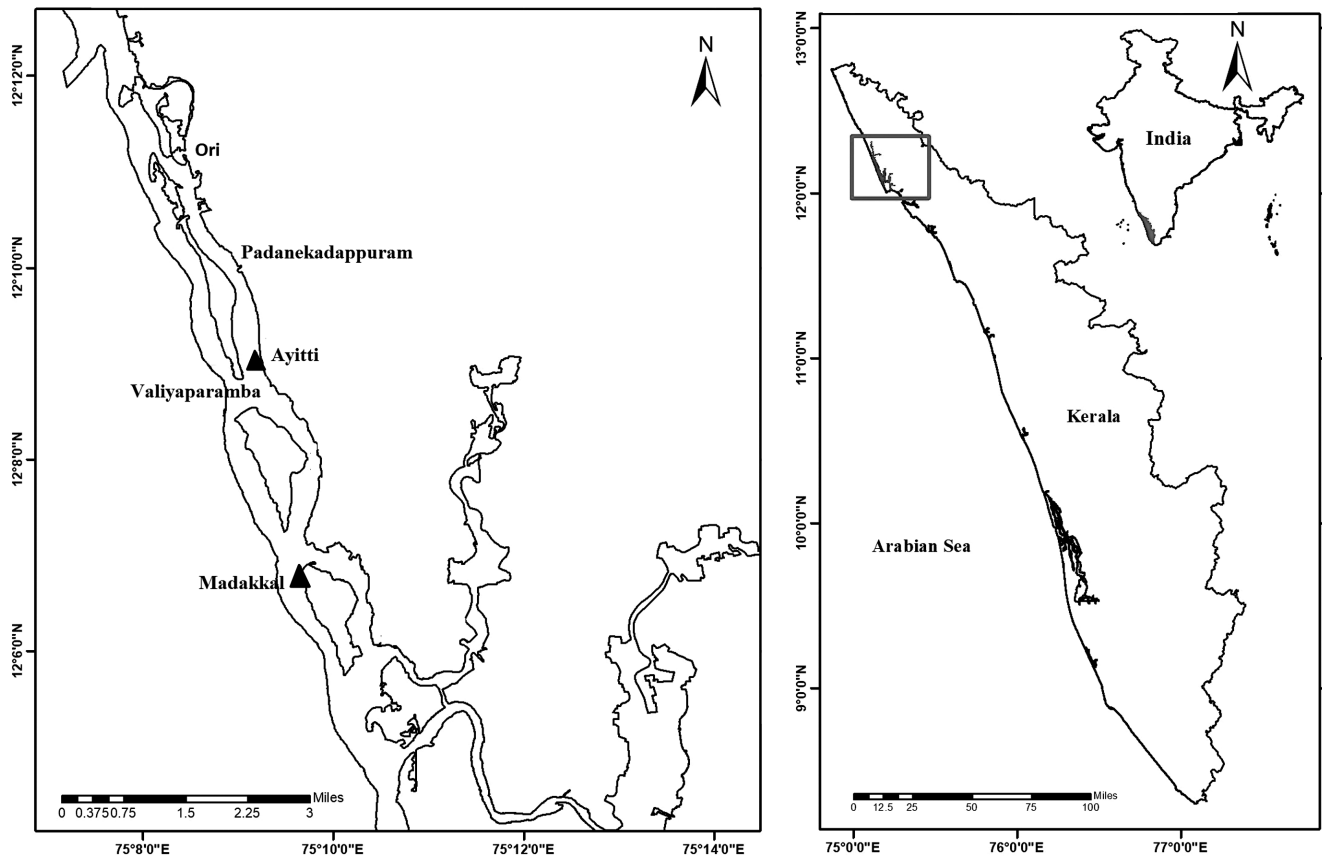 N
12°12'0"N
Ori
12°10'0"N
Padanekadappuram
Ayitti
Valiyaparamba
12°8'0"N
Madakkal
12°6'0"N
Miles
0 0.375 0.75 1.5 2.25 3
75°8'0"E 75°10'0"E 75°12'0"E 75°14'0"E
N
13°0'0"N
India
12°0'0"N
11°0'0"N
Kerala
10°0'0"N
Arabian Sea
9°0'0"N
Miles
0 12.5 25 50 75 100
75°0'0"E 76°0'0"E 77°0'0"E